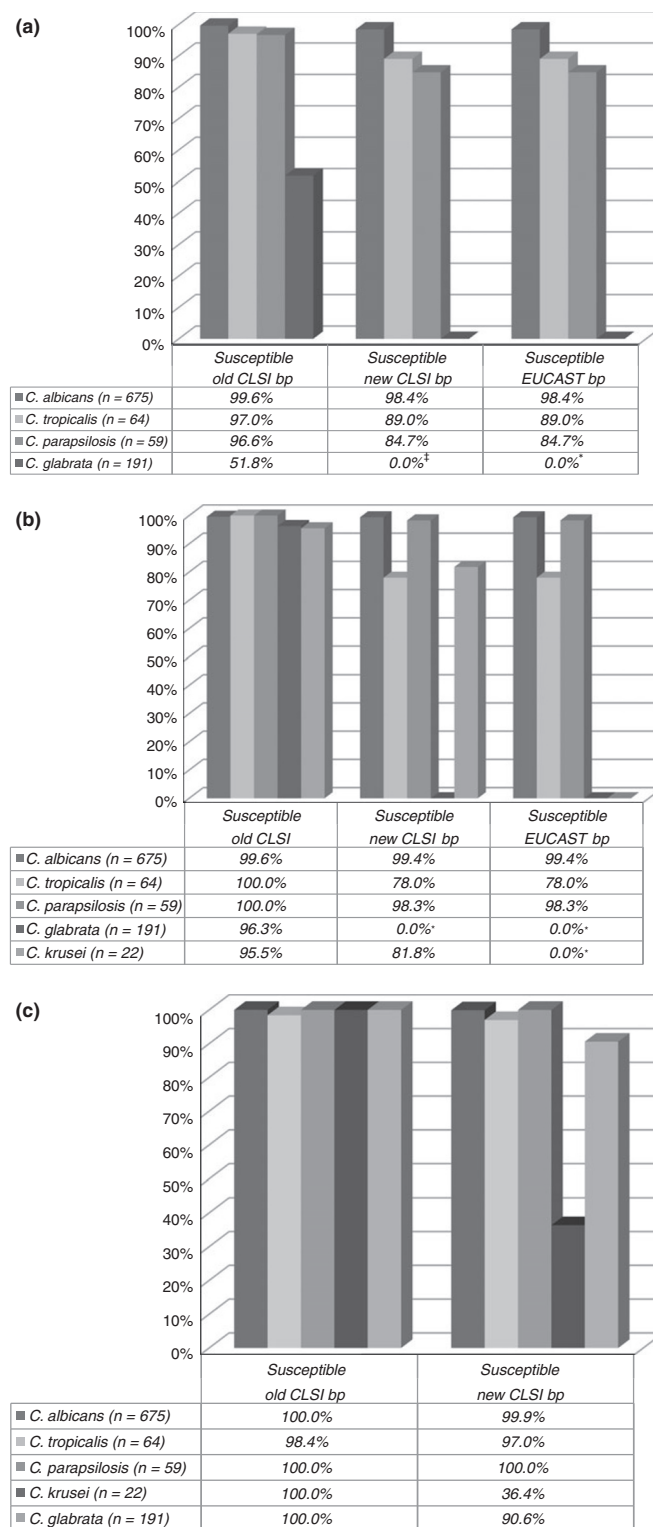 (a)
100%
90%
80%
70%
60%
50%
40%
30%
20%
10%
0%
Susceptible Susceptible Susceptible
old CLSI bp new CLSI bp EUCAST bp
C. albicans (n = 675) 99.6% 98.4% 98.4%
C. tropicalis (n = 64) 97.0% 89.0% 89.0%
C. parapsilosis (n = 59) 96.6% 84.7% 84.7%
C. glabrata (n = 191) 51.8% 0.0%‡ 0.0%*
(b)
100%
90%
80%
70%
60%
50%
40%
30%
20%
10%
0%
Susceptible Susceptible Susceptible
old CLSI new CLSI bp EUCAST bp
C. albicans (n = 675) 99.6% 99.4% 99.4%
C. tropicalis (n = 64) 100.0% 78.0% 78.0%
C. parapsilosis (n = 59) 100.0% 98.3% 98.3%
C. glabrata (n = 191) 96.3% 0.0%* 0.0%*
C. krusei (n = 22) 95.5% 81.8% 0.0%*
(c)
100%
90%
80%
70%
60%
50%
40%
30%
20%
10%
0%
Susceptible Susceptible
old CLSI bp new CLSI bp
C. albicans (n = 675) 100.0% 99.9%
C. tropicalis (n = 64) 98.4% 97.0%
C. parapsilosis (n = 59) 100.0% 100.0%
C. krusei (n = 22) 100.0% 36.4%
C. glabrata (n = 191) 100.0% 90.6%